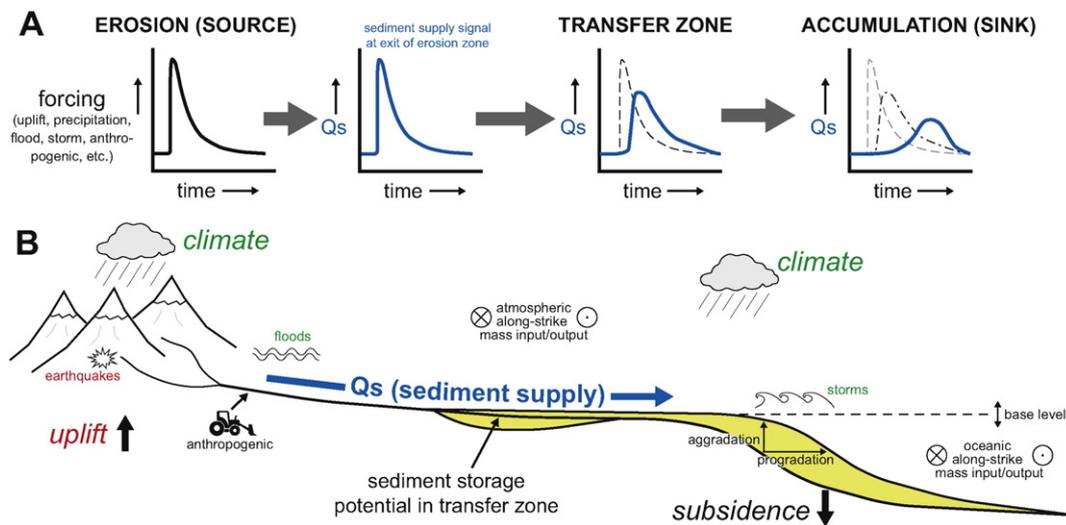 A
EROSION (SOURCE)
sediment supply signal
at exit of erosion zone
TRANSFER ZONE
ACCUMULATION (SINK)
forcing
(uplift, precipitation,
flood, storm, anthro-
pogenic, etc.)
time
Qs
time
Qs
time
Qs
time
B
climate
climate
atmospheric
along-strike
mass input/output
floods
earthquakes
Qs (sediment supply)
storms
uplift
anthropogenic
base level
aggradation
progradation
oceanic
along-strike
mass input/output
sediment storage
potential in transfer zone
subsidence